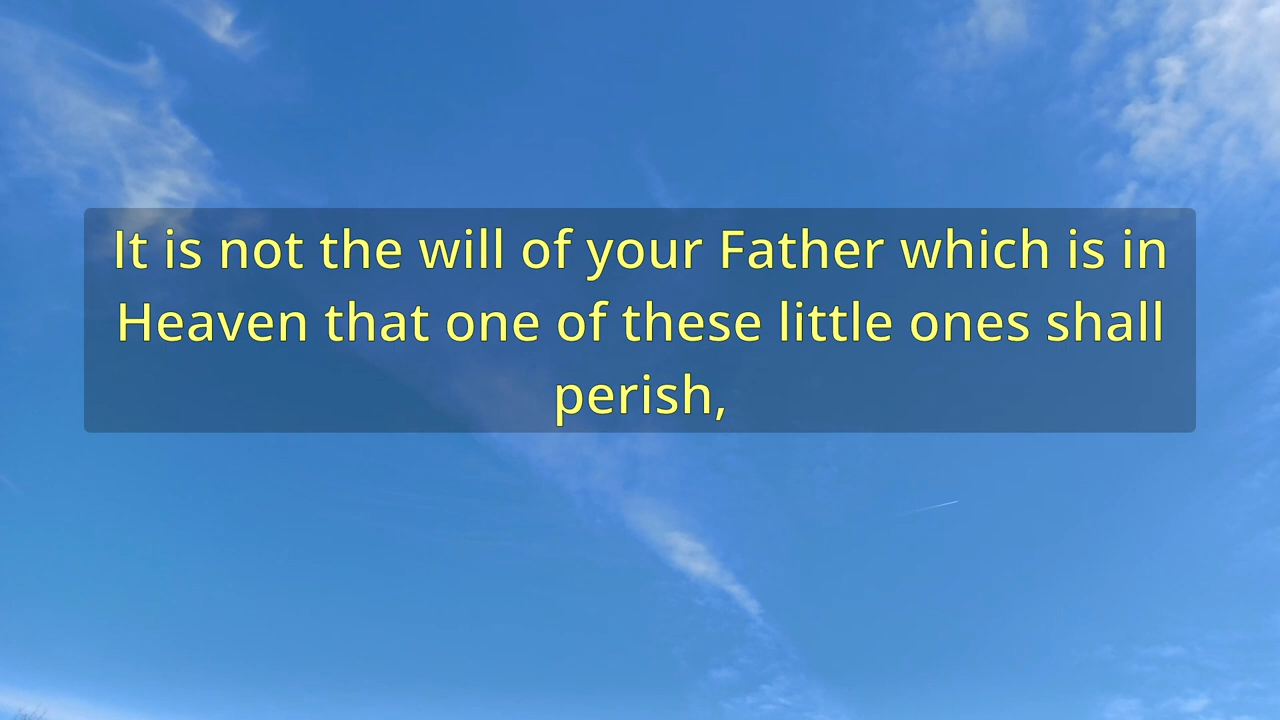 It is not the will of your Father which is in
Heaven that one of these little ones shall
perish,